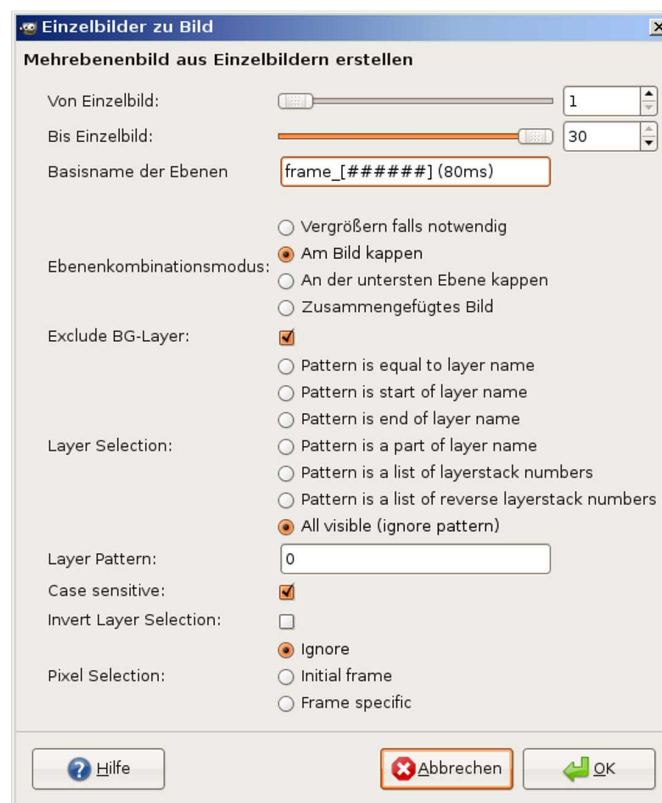 Einzelbilder zu Bild
Mehrebenenbild aus Einzelbildern erstellen
Von Einzelbild: 1
Bis Einzelbild: 30
Basisname der Ebenen frame_[######] (80ms)
Vergrößern falls notwendig
Am Bild kappen
Ebenenkombinationsmodus:
An der untersten Ebene kappen
Zusammengefügtes Bild
Exclude BG-Layer:
Pattern is equal to layer name
Pattern is start of layer name
Pattern is end of layer name
Layer Selection: Pattern is a part of layer name
Pattern is a list of layerstack numbers
Pattern is a list of reverse layerstack numbers
All visible (ignore pattern)
Layer Pattern: 0
Case sensitive:
Invert Layer Selection:
Ignore
Pixel Selection: Initial frame
Frame specific
Hilfe Abbrechen OK